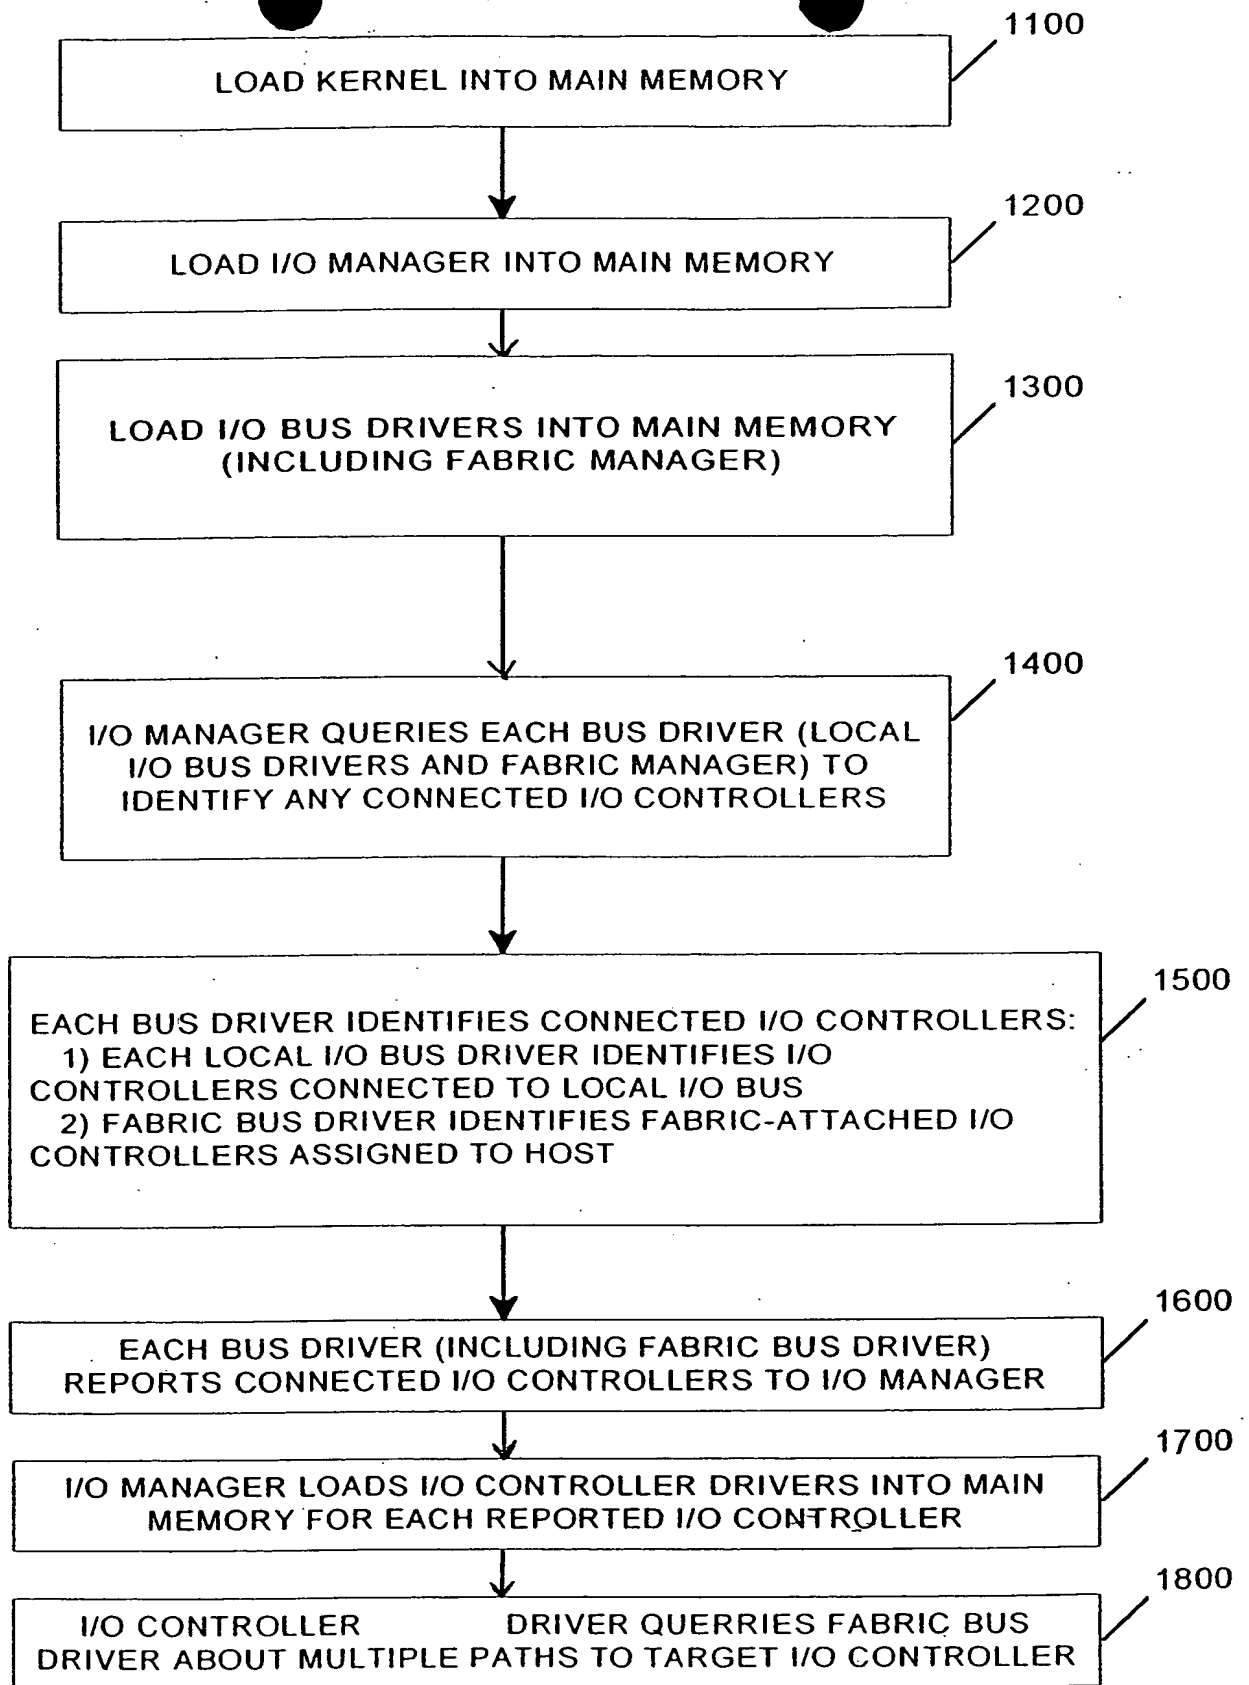 1100
LOAD KERNEL INTO MAIN MEMORY
1200
LOAD I/O MANAGER INTO MAIN MEMORY
1300
LOAD I/O BUS DRIVERS INTO MAIN MEMORY
(INCLUDING FABRIC MANAGER)
1400
I/O MANAGER QUERIES EACH BUS DRIVER (LOCAL
I/O BUS DRIVERS AND FABRIC MANAGER) TO
IDENTIFY ANY CONNECTED I/O CONTROLLERS
1500
EACH BUS DRIVER IDENTIFIES CONNECTED I/O CONTROLLERS:
1) EACH LOCAL I/O BUS DRIVER IDENTIFIES I/O
CONTROLLERS CONNECTED TO LOCAL I/O BUS
2) FABRIC BUS DRIVER IDENTIFIES FABRIC-ATTACHED I/O
CONTROLLERS ASSIGNED TO HOST
1600
EACH BUS DRIVER (INCLUDING FABRIC BUS DRIVER)
REPORTS CONNECTED I/O CONTROLLERS TO I/O MANAGER
1700
I/O MANAGER LOADS I/O CONTROLLER DRIVERS INTO MAIN
MEMORY FOR EACH REPORTED I/O CONTROLLER
1800
I/O CONTROLLER DRIVER QUERRIES FABRIC BUS
DRIVER ABOUT MULTIPLE PATHS TO TARGET I/O CONTROLLER